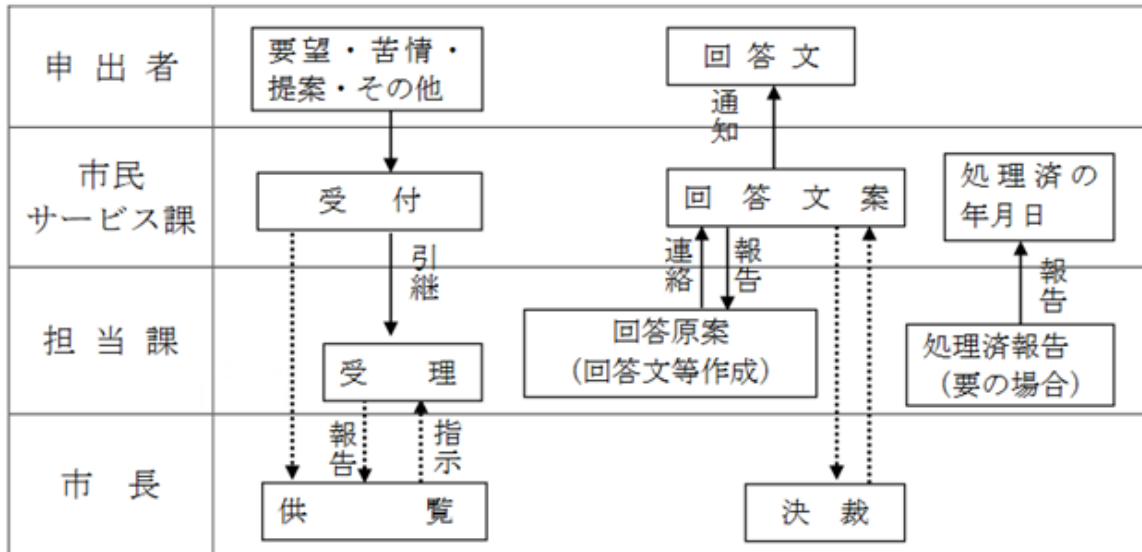 申出者
要望・苦情・
提案・その他
回答文
通知
市民
サービス課
受付
回答文案
処理済の
年月日
引継
連絡
報告
報告
担当課
受理
回答原案
（回答文等作成）
処理済報告
（要の場合）
報告
指示
市長
供覧
決裁